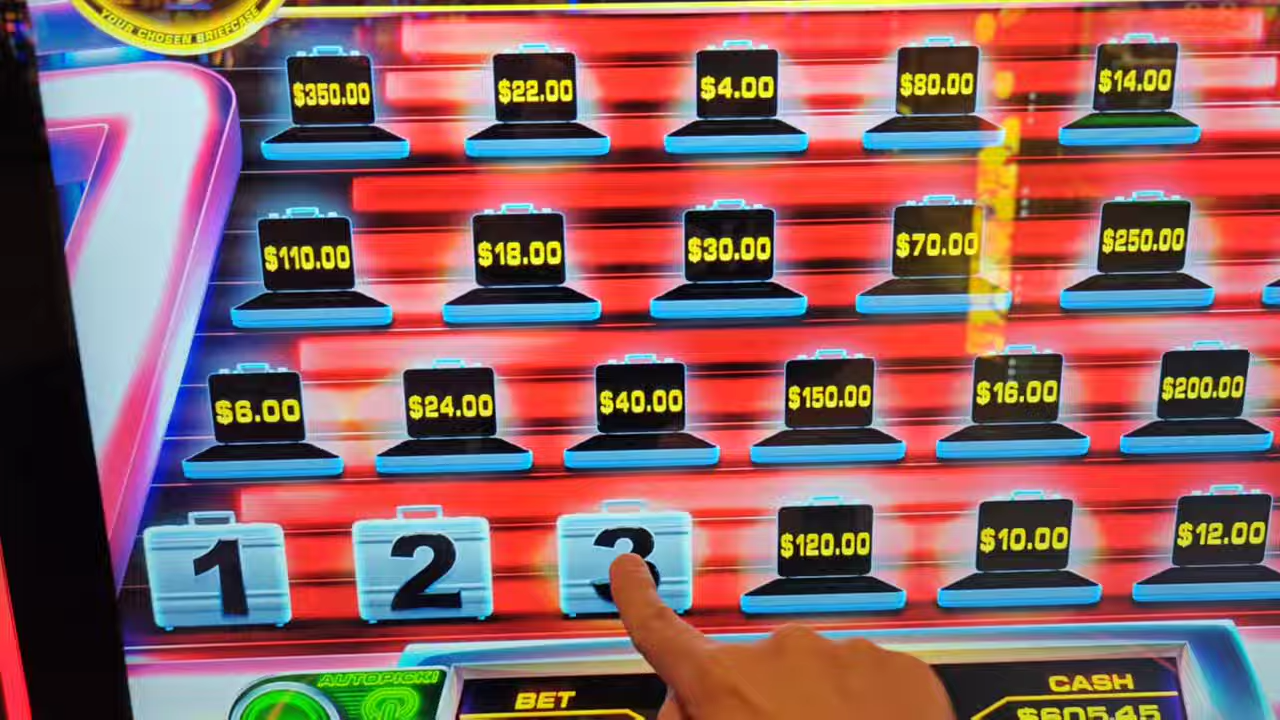 YOUR CHOSEN BRIEFCASE
$350.00 $22.00 $4.00 $80.00 $14.00
$110.00 $18.00 $30.00 $70.00 $250.00
$6.00 $24.00 $40.00 $150.00 $16.00 $200.00
1 2 3 $120.00 $10.00 $12.00
AUTOPICK!
BET CASH
$605.45